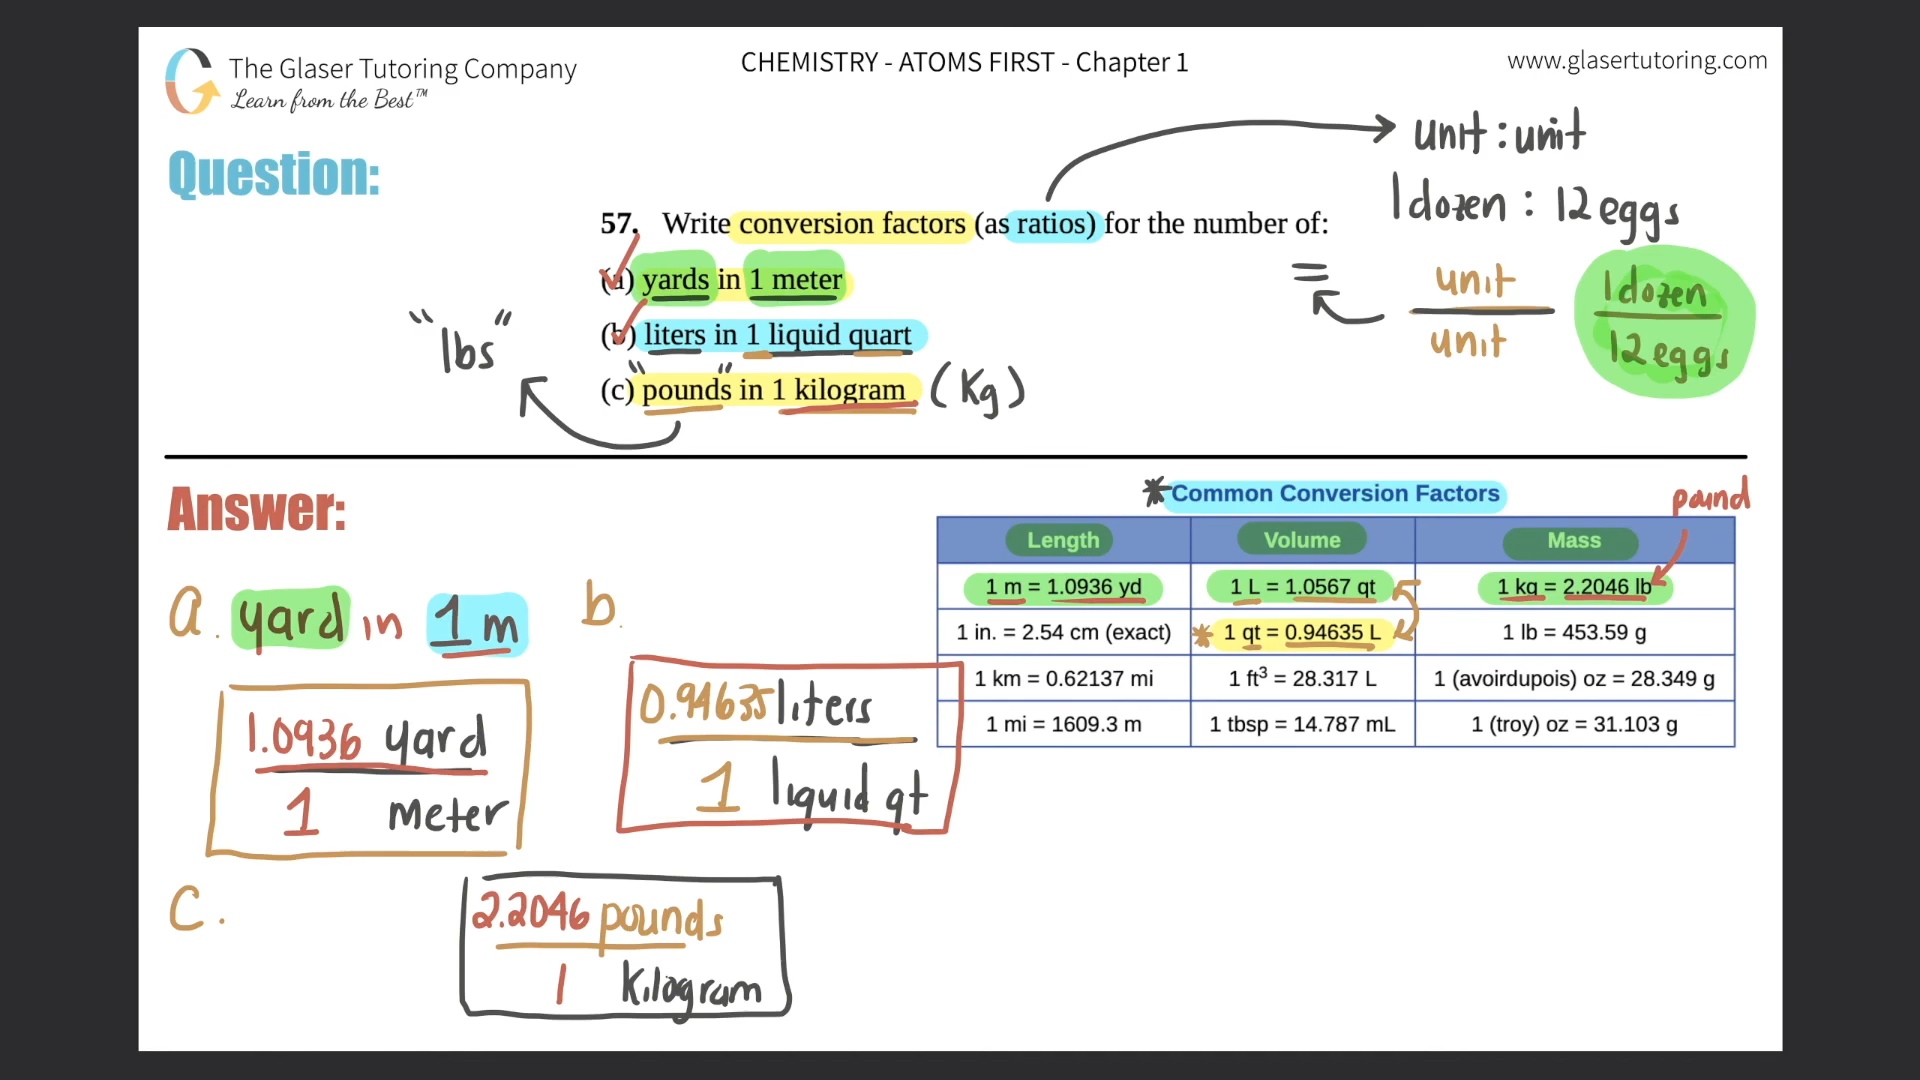 The Glaser Tutoring Company
Learn from the Best™
CHEMISTRY - ATOMS FIRST - Chapter 1
www.glasertutoring.com
Question:
unit : unit
1 dozen : 12 eggs
57. Write conversion factors (as ratios) for the number of:
(a) yards in 1 meter
(b) liters in 1 liquid quart
(c) "pounds" in 1 kilogram (Kg)
"lbs"
= unit 1 dozen
unit 12 eggs
Answer:
*Common Conversion Factors
pound
Length Volume Mass
1 m = 1.0936 yd 1 L = 1.0567 qt 1 kg = 2.2046 lb
1 in. = 2.54 cm (exact) * 1 qt = 0.94635 L 1 lb = 453.59 g
1 km = 0.62137 mi 1 ft³ = 28.317 L 1 (avoirdupois) oz = 28.349 g
1 mi = 1609.3 m 1 tbsp = 14.787 mL 1 (troy) oz = 31.103 g
a. yard in 1 m
1.0936 yard
1 meter
b.
0.94635 liters
1 liquid qt
c.
2.2046 pounds
1 Kilogram